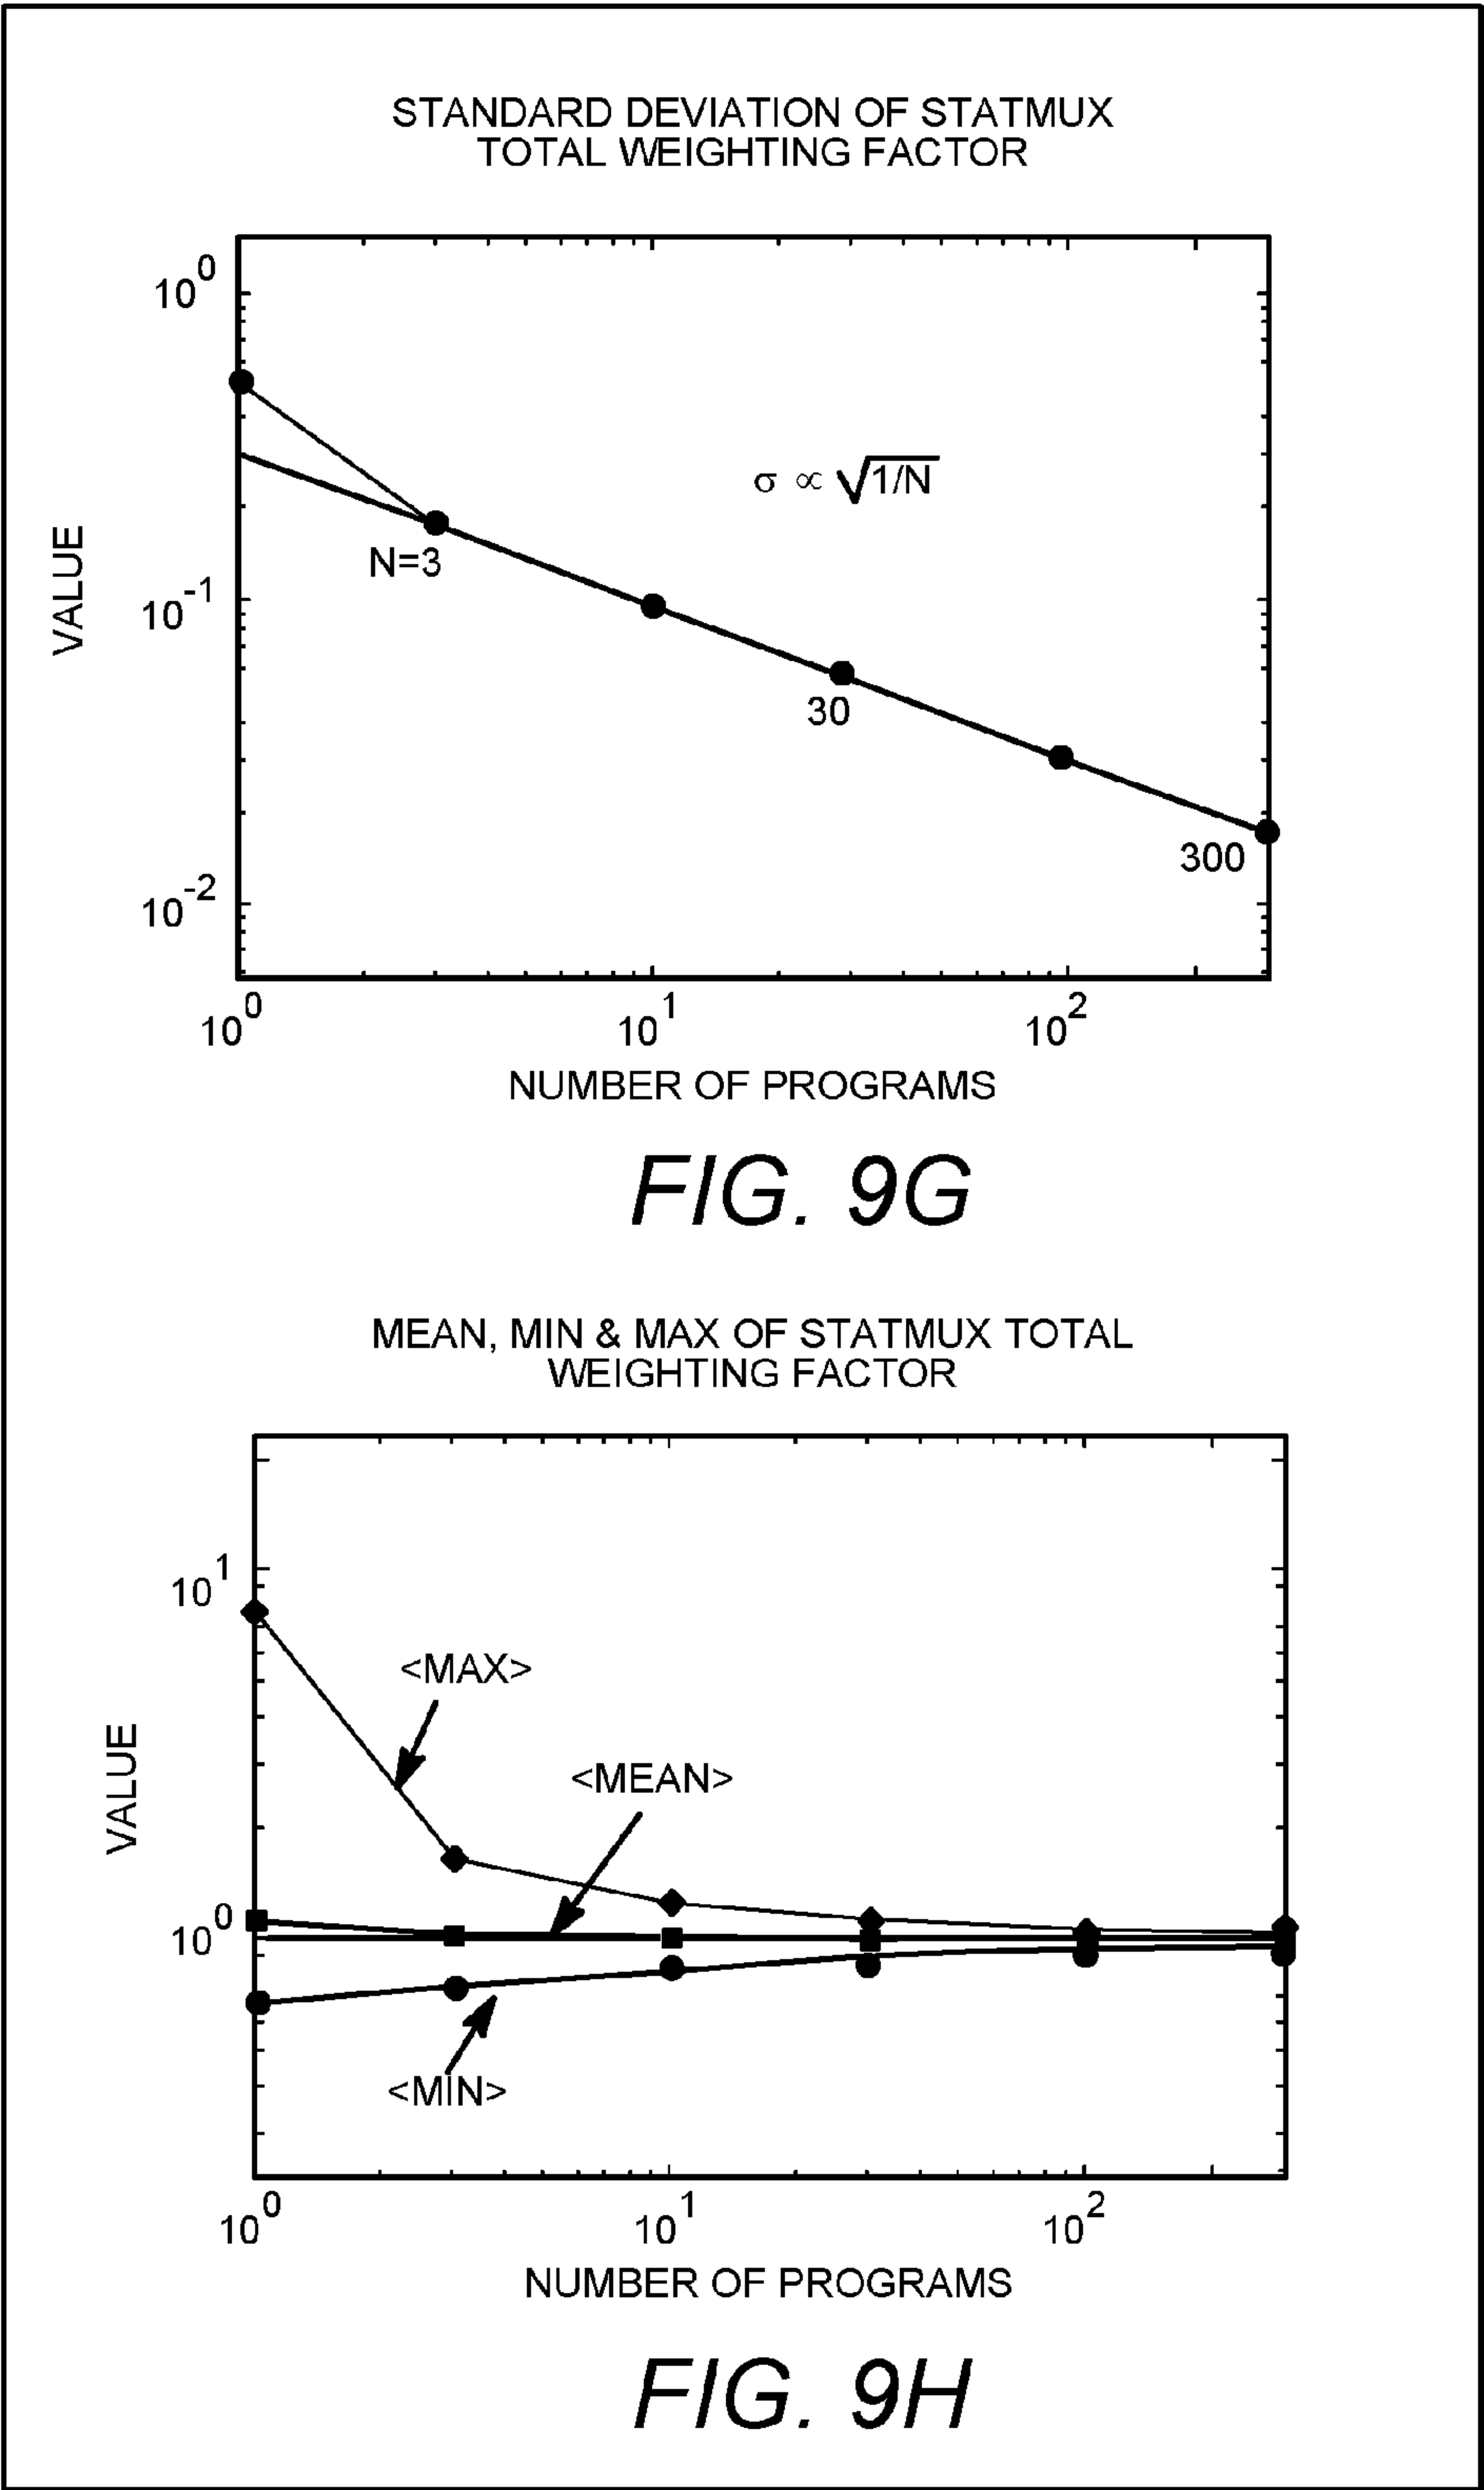 STANDARD DEVIATION OF STATMUX
TOTAL WEIGHTING FACTOR
10^0
σ ∝ √1/N
N=3
VALUE
10^-1
30
300
10^-2
10^0 10^1 10^2
NUMBER OF PROGRAMS
FIG. 9G
MEAN, MIN & MAX OF STATMUX TOTAL
WEIGHTING FACTOR
10^1
<MAX>
<MEAN>
VALUE
10^0
<MIN>
10^0 10^1 10^2
NUMBER OF PROGRAMS
FIG. 9H